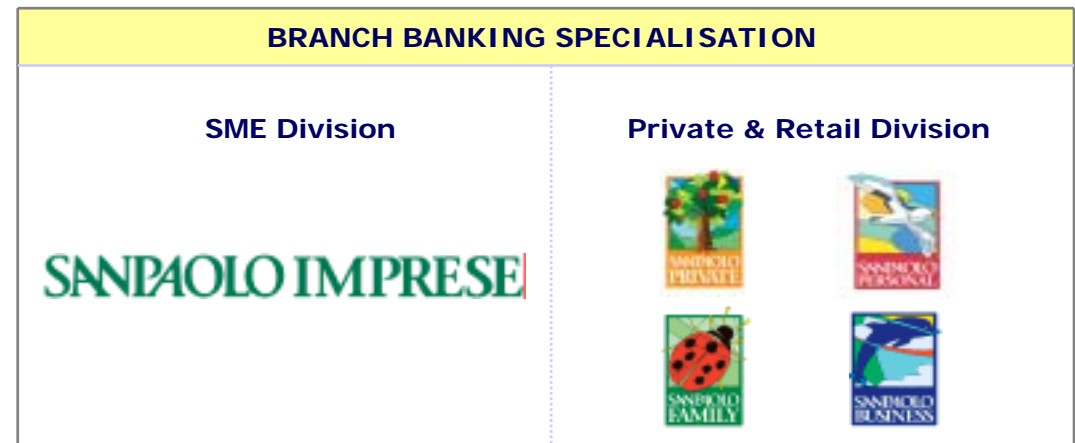 BRANCH BANKING SPECIALISATION
SME Division
SANPAOLO IMPRESE
Private & Retail Division
SANPAOLO
PRIVATE
SANPAOLO
PERSONAL
SANPAOLO
FAMILY
SANPAOLO
BUSINESS